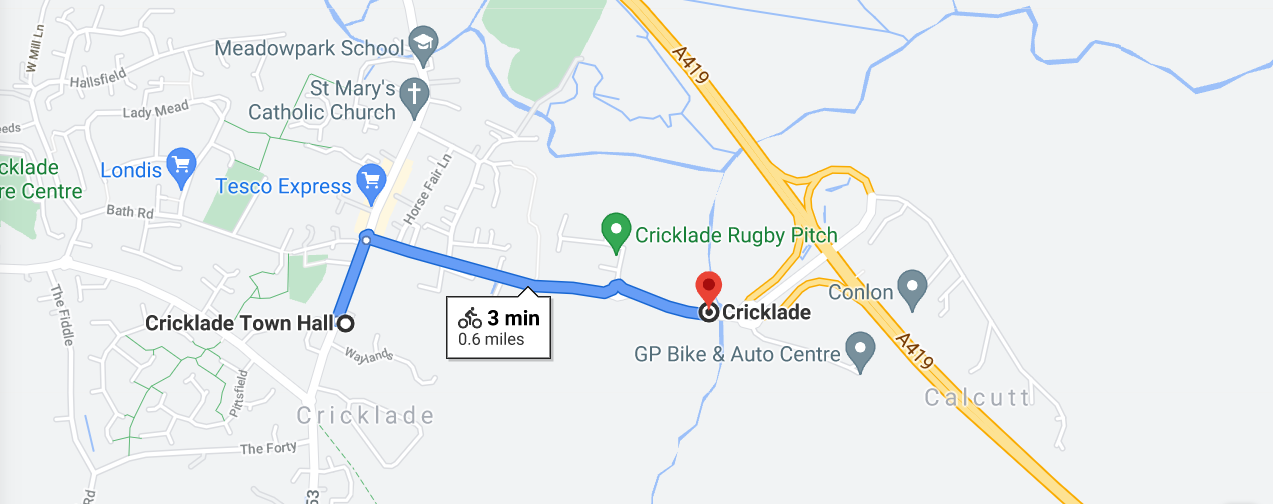 W Mill Ln
Meadowpark School
A419
Hallsfield
St Mary's
Catholic Church
Lady Mead
eeds
cklade
re Centre
Londis
Tesco Express
Horse Fair Ln
Bath Rd
Cricklade Rugby Pitch
Conlon
The Fiddle
Cricklade Town Hall
3 min
0.6 miles
Cricklade
GP Bike & Auto Centre
A419
Waylands
Pittsfield
Cricklade
Calcutt
The Forty
Rd
53